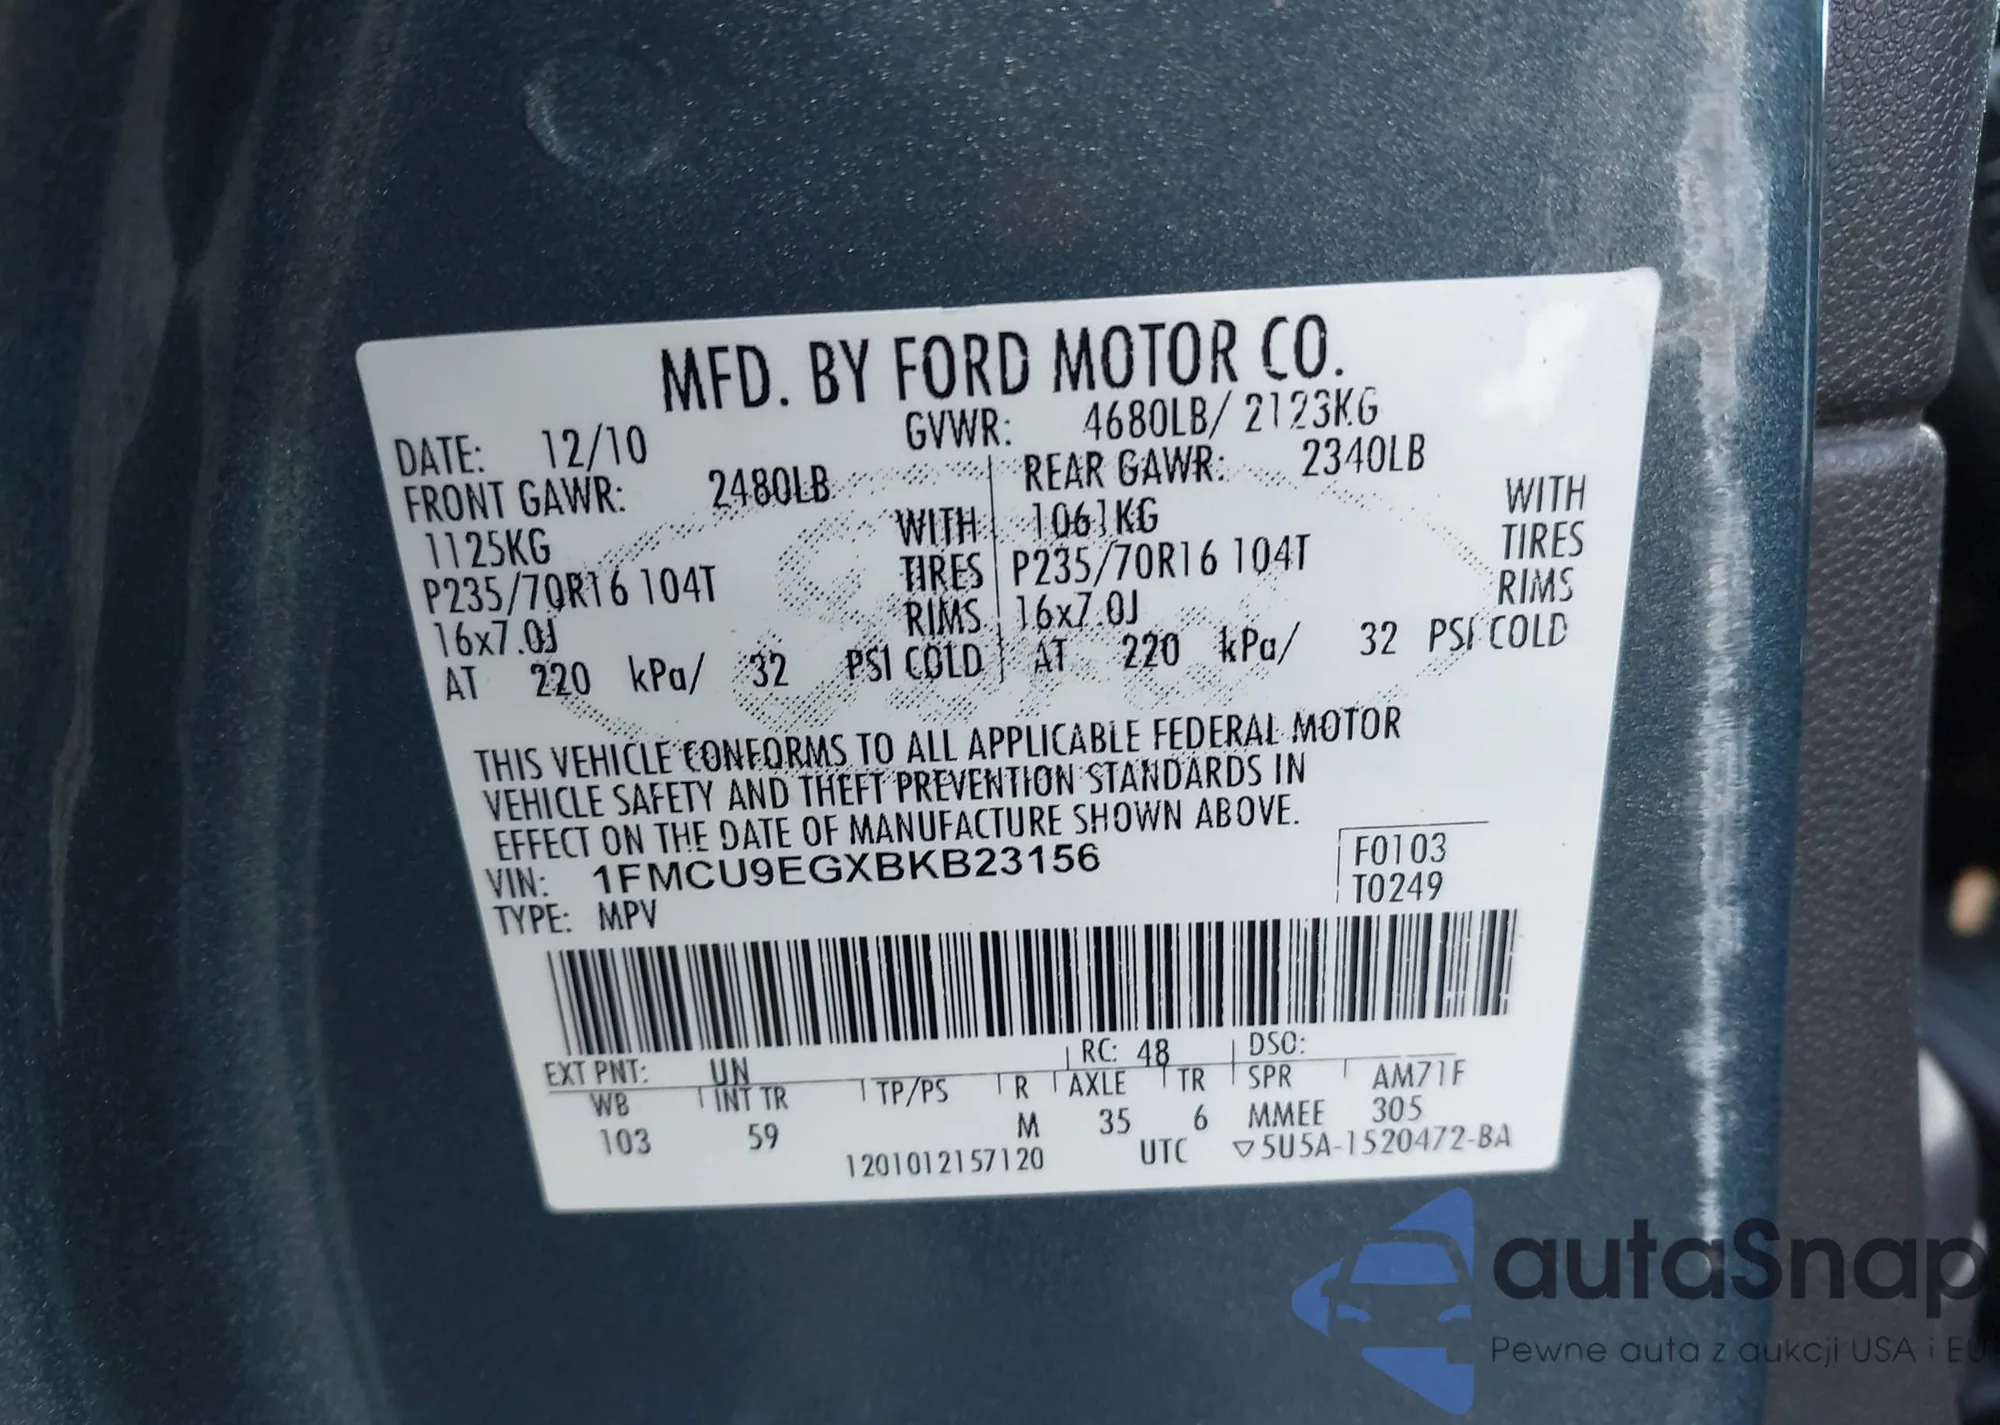 MFD. BY FORD MOTOR CO.
DATE: 12/10 GVWR: 4680LB/ 2123KG
FRONT GAWR: 2480LB REAR GAWR: 2340LB
1125KG WITH 1061KG WITH
P235/70R16 104T TIRES P235/70R16 104T TIRES
16x7.0J RIMS 16x7.0J RIMS
AT 220 kPa/ 32 PSI COLD AT 220 kPa/ 32 PSI COLD
THIS VEHICLE CONFORMS TO ALL APPLICABLE FEDERAL MOTOR
VEHICLE SAFETY AND THEFT PREVENTION STANDARDS IN
EFFECT ON THE DATE OF MANUFACTURE SHOWN ABOVE.
VIN: 1FMCU9EGXBKB23156 F0103
TYPE: MPV T0249
EXT PNT: UN RC: 48 DSO:
WB INT TR TP/PS R AXLE TR SPR AM71F
103 59 M 35 6 MMEE 305
1201012157120 UTC ▽5U5A-1520472-BA
autaSnap
Pewne auta z aukcji USA i EU